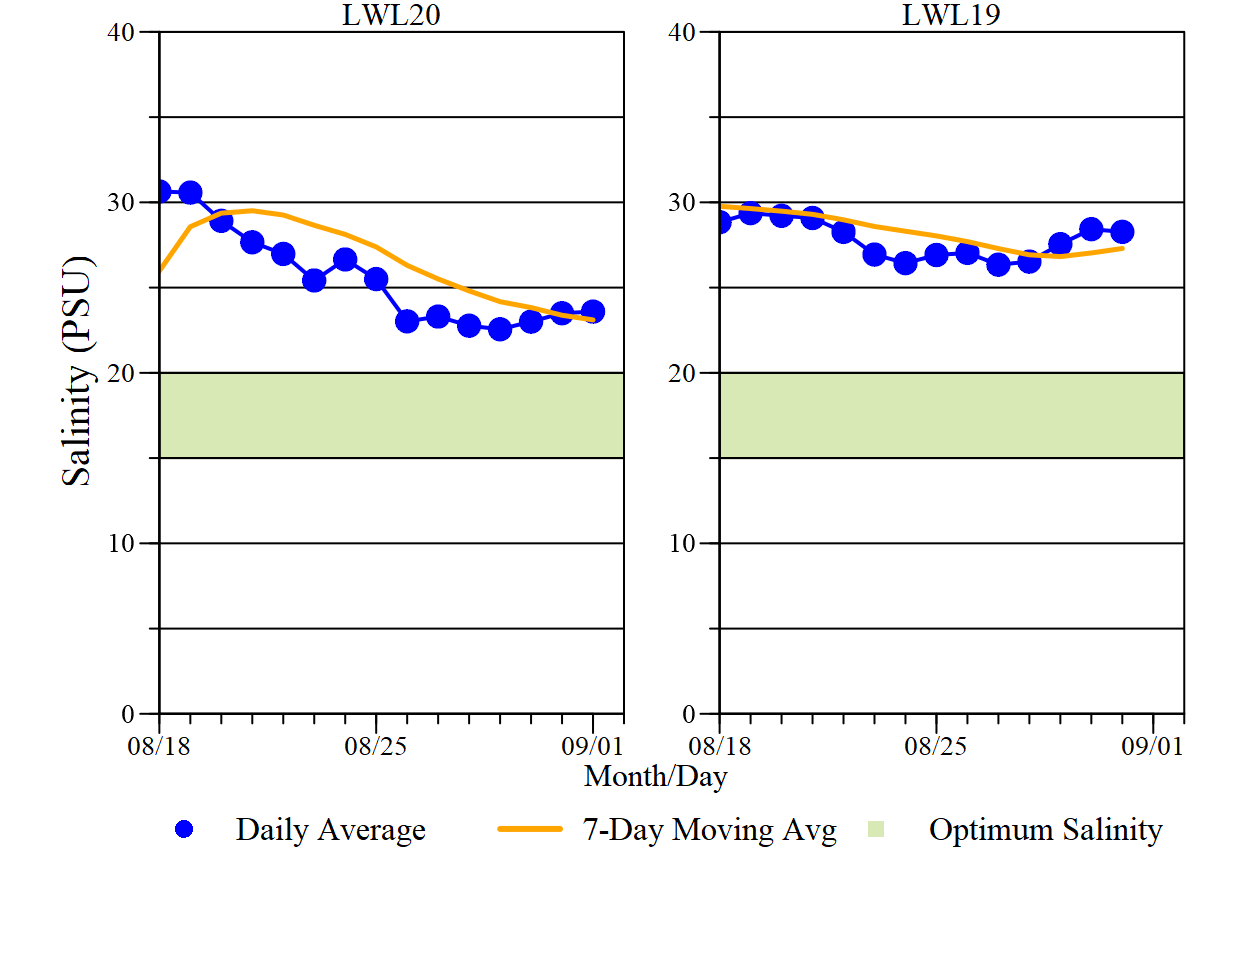 LWL20
LWL19
40
40
30
30
20
20
10
10
0
0
Salinity (PSU)
08/18
08/25
09/01
08/18
08/25
09/01
Month/Day
Daily Average
7-Day Moving Avg
Optimum Salinity